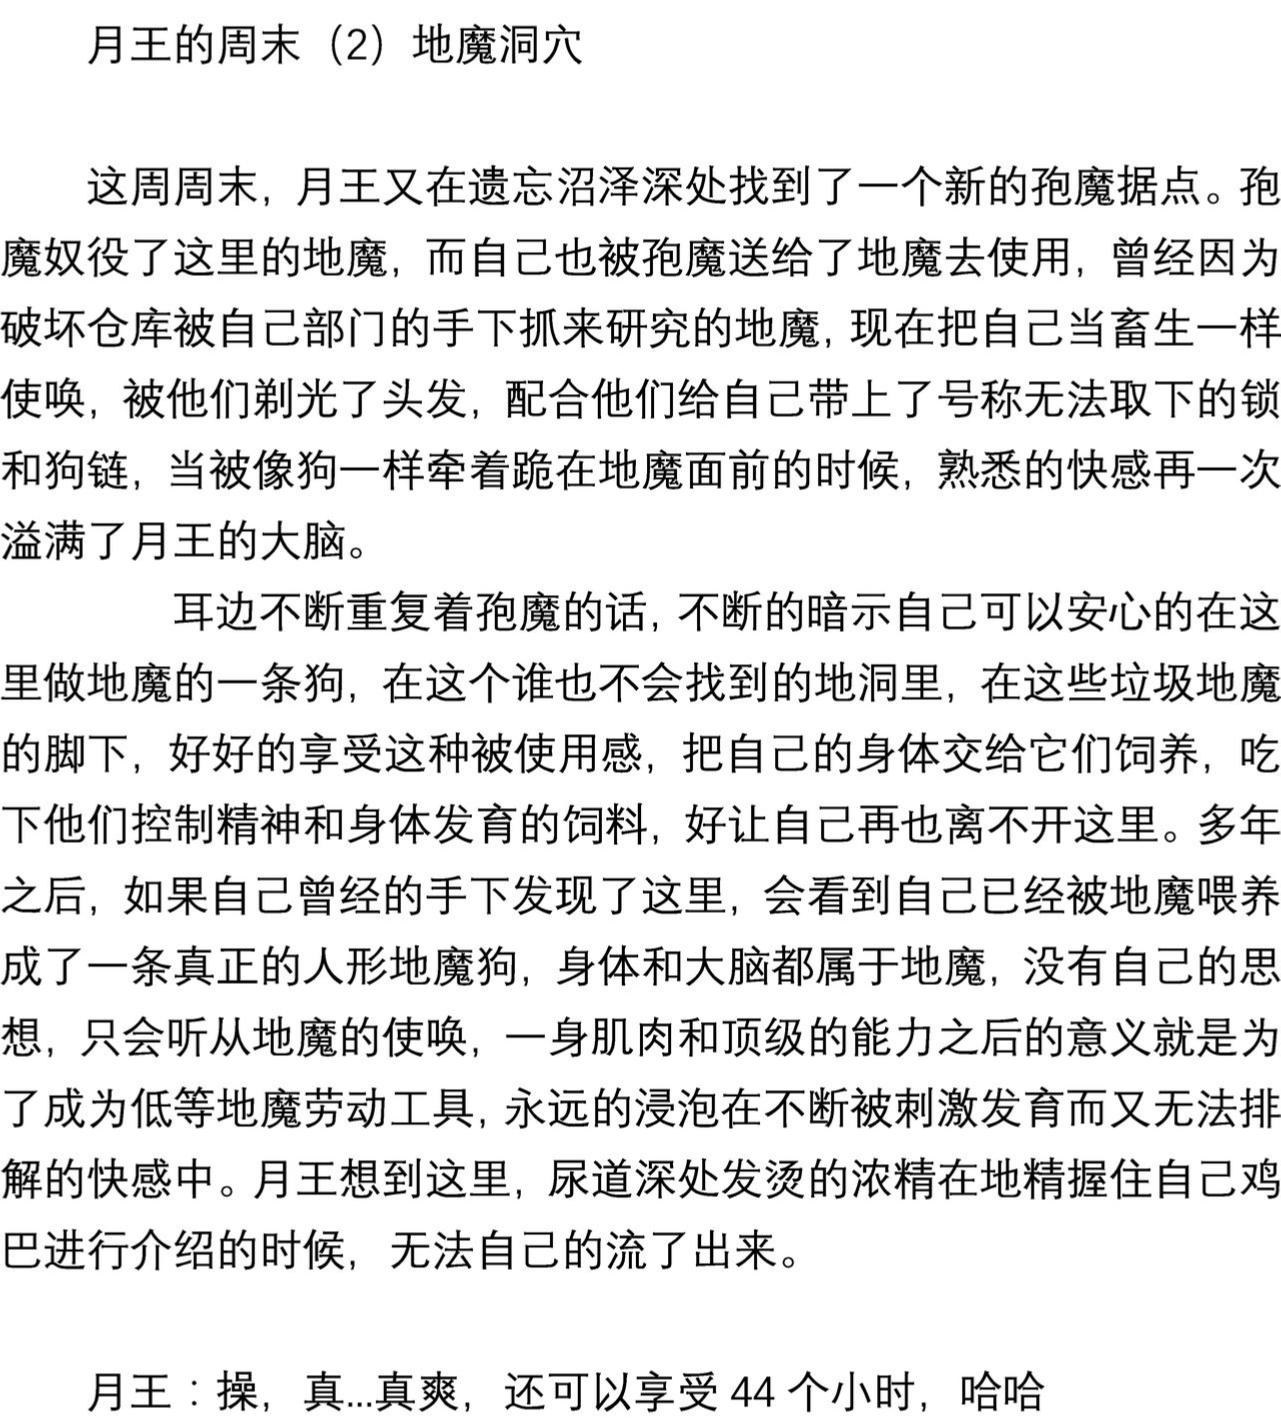 月王的周末（2）地魔洞穴
这周周末，月王又在遗忘沼泽深处找到了一个新的孢魔据点。孢
魔奴役了这里的地魔，而自己也被孢魔送给了地魔去使用，曾经因为
破坏仓库被自己部门的手下抓来研究的地魔，现在把自己当畜生一样
使唤，被他们剃光了头发，配合他们给自己带上了号称无法取下的锁
和狗链，当被像狗一样牵着跪在地魔面前的时候，熟悉的快感再一次
溢满了月王的大脑。
耳边不断重复着孢魔的话，不断的暗示自己可以安心的在这
里做地魔的一条狗，在这个谁也不会找到的地洞里，在这些垃圾地魔
的脚下，好好的享受这种被使用感，把自己的身体交给它们饲养，吃
下他们控制精神和身体发育的饲料，好让自己再也离不开这里。多年
之后，如果自己曾经的手下发现了这里，会看到自己已经被地魔喂养
成了一条真正的人形地魔狗，身体和大脑都属于地魔，没有自己的思
想，只会听从地魔的使唤，一身肌肉和顶级的能力之后的意义就是为
了成为低等地魔劳动工具，永远的浸泡在不断被刺激发育而又无法排
解的快感中。月王想到这里，尿道深处发烫的浓精在地精握住自己鸡
巴进行介绍的时候，无法自己的流了出来。
月王：操，真...真爽，还可以享受 44 个小时，哈哈